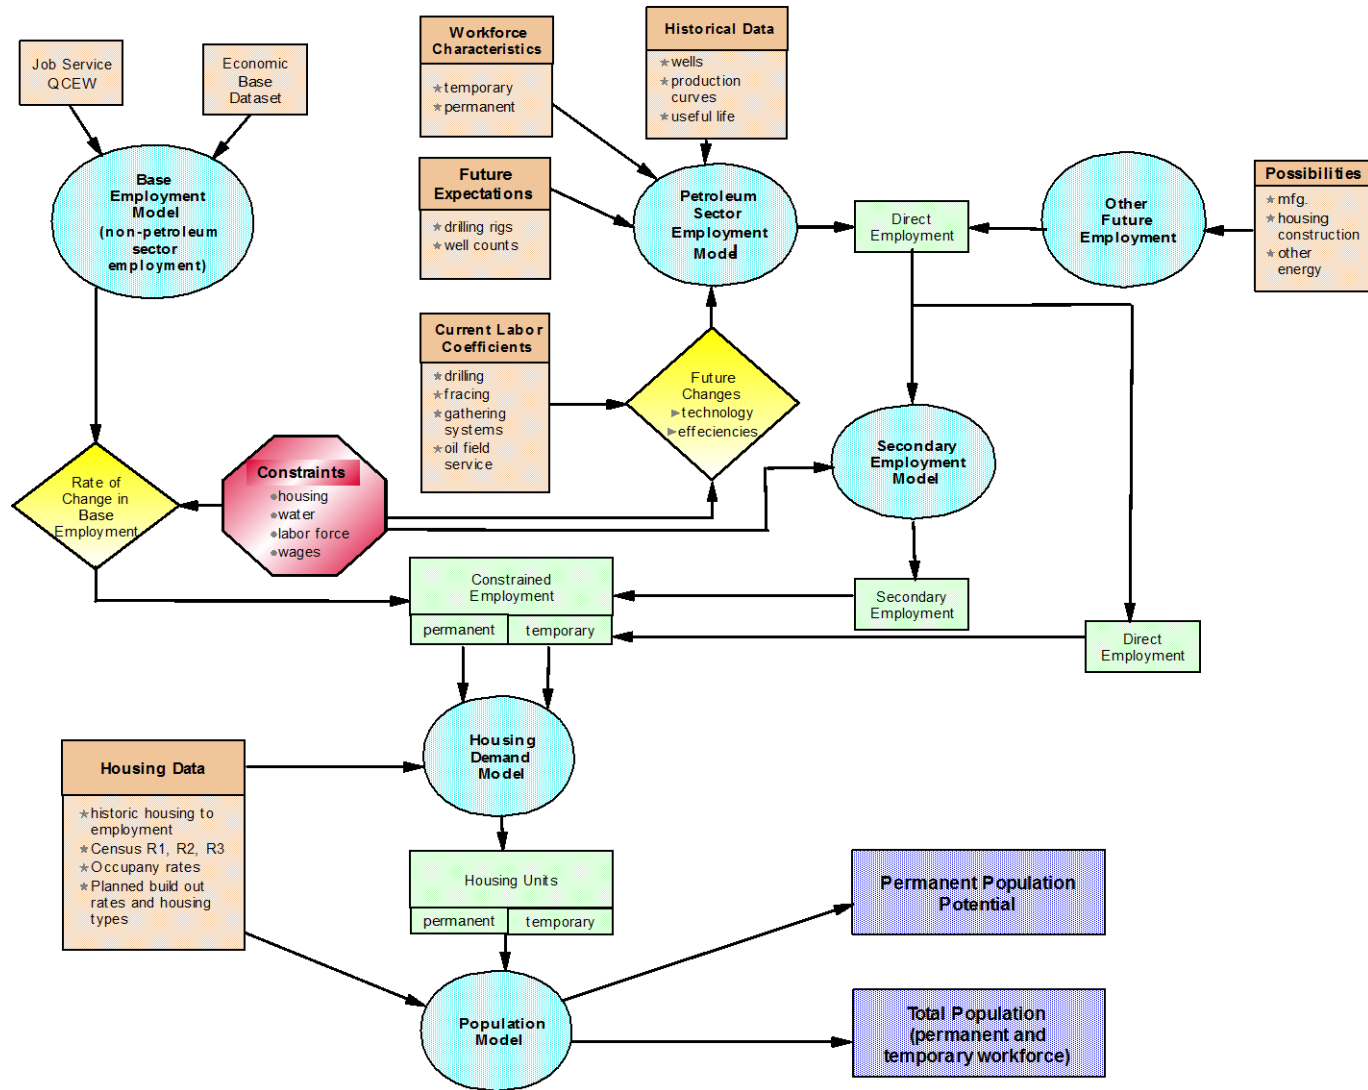 Job Service
QCEW
Economic
Base
Dataset
Workforce
Characteristics
temporary
permanent
Historical Data
wells
production
curves
useful life
Base
Employment
Model
(non-petroleum
sector
employment)
Future
Expectations
drilling rigs
well counts
Petroleum
Sector
Employment
Model
Direct
Employment
Other
Future
Employment
Possibilities
mfg.
housing
construction
other
energy
Current Labor
Coefficients
drilling
fracing
gathering
systems
oil field
service
Future
Changes
technology
effeciencies
Secondary
Employment
Model
Rate of
Change in
Base
Employment
Constraints
housing
water
labor force
wages
Constrained
Employment
permanent
temporary
Secondary
Employment
Direct
Employment
Housing
Demand
Model
Housing Data
historic housing to
employment
Census R1, R2, R3
Occupany rates
Planned build out
rates and housing
types
Housing Units
permanent
temporary
Permanent Population
Potential
Population
Model
Total Population
(permanent and
temporary workforce)